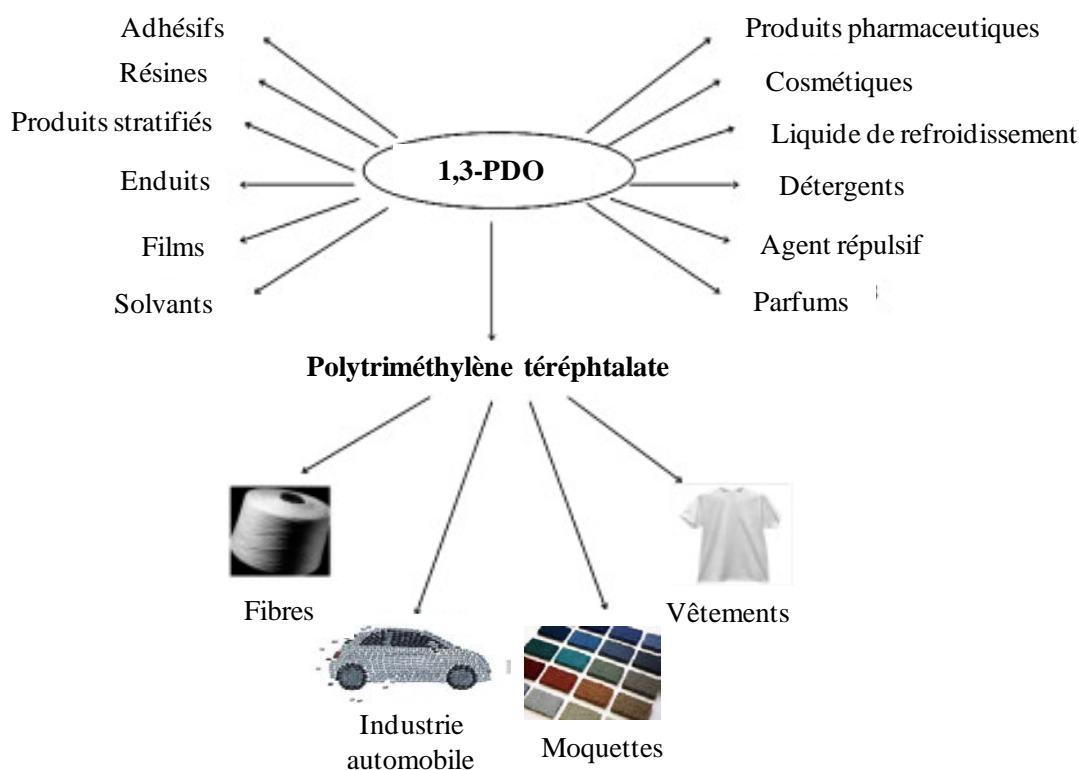 Adhésifs
Résines
Produits stratifiés
Enduits
Films
Solvants
1,3-PDO
Produits pharmaceutiques
Cosmétiques
Liquide de refroidissement
Détergents
Agent répulsif
Parfums
Polytriméthylène téréphtalate
Fibres
Industrie
automobile
Moquettes
Vêtements